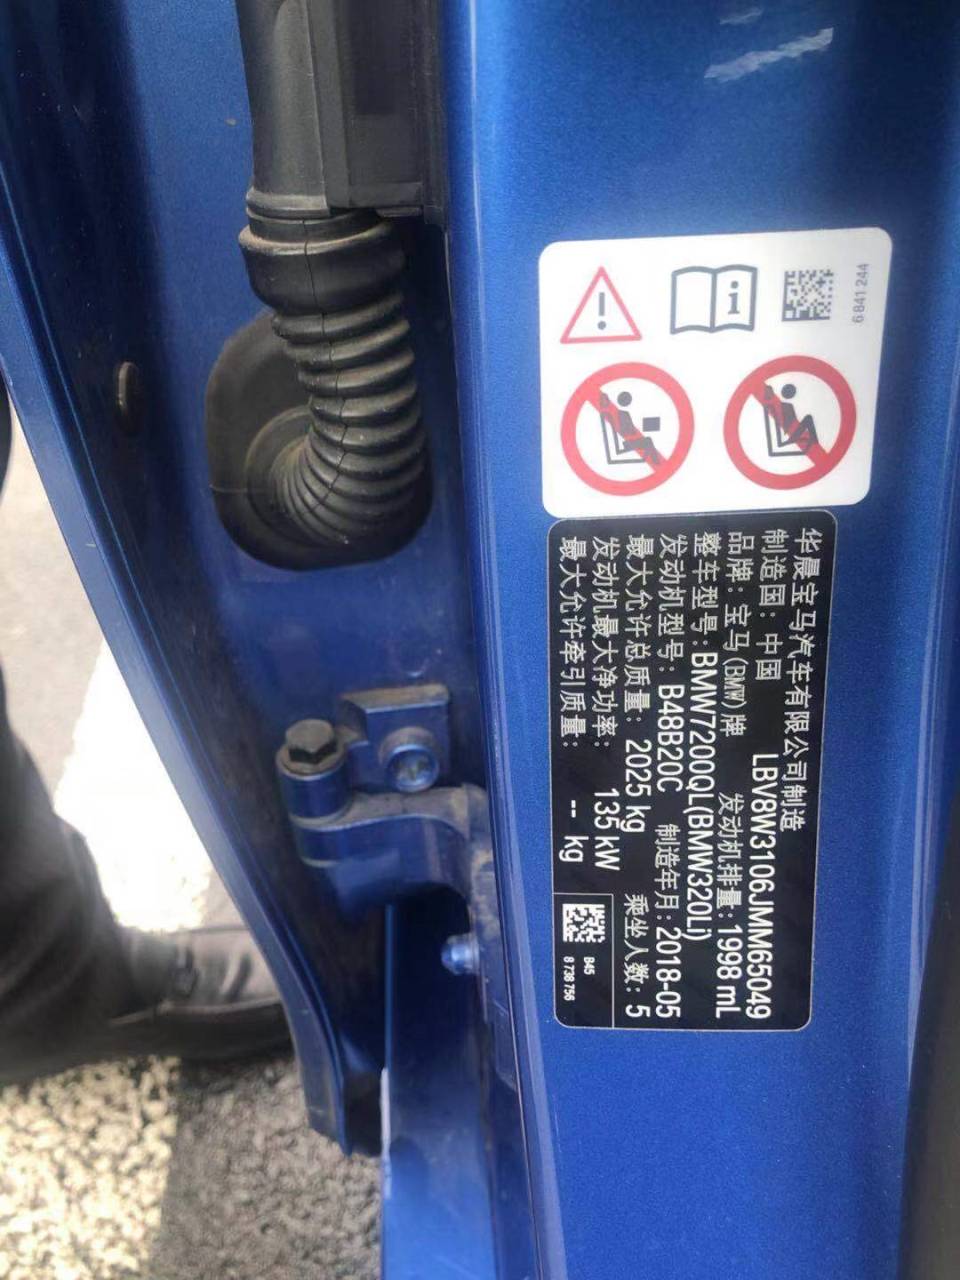 6 841 244
华晨宝马汽车有限公司制造
制造国：中国 LBV8W3106JMM65049
品牌：宝马(BMW)牌 发动机排量：1998 mL
整车型号：BMW7200QL(BMW320Li)
发动机型号：B48B20C 制造年月：2018-05
最大允许总质量：2025 kg 乘坐人数：5
发动机最大净功率：135 kW
最大允许牵引质量：-- kg
B45
8 738 756